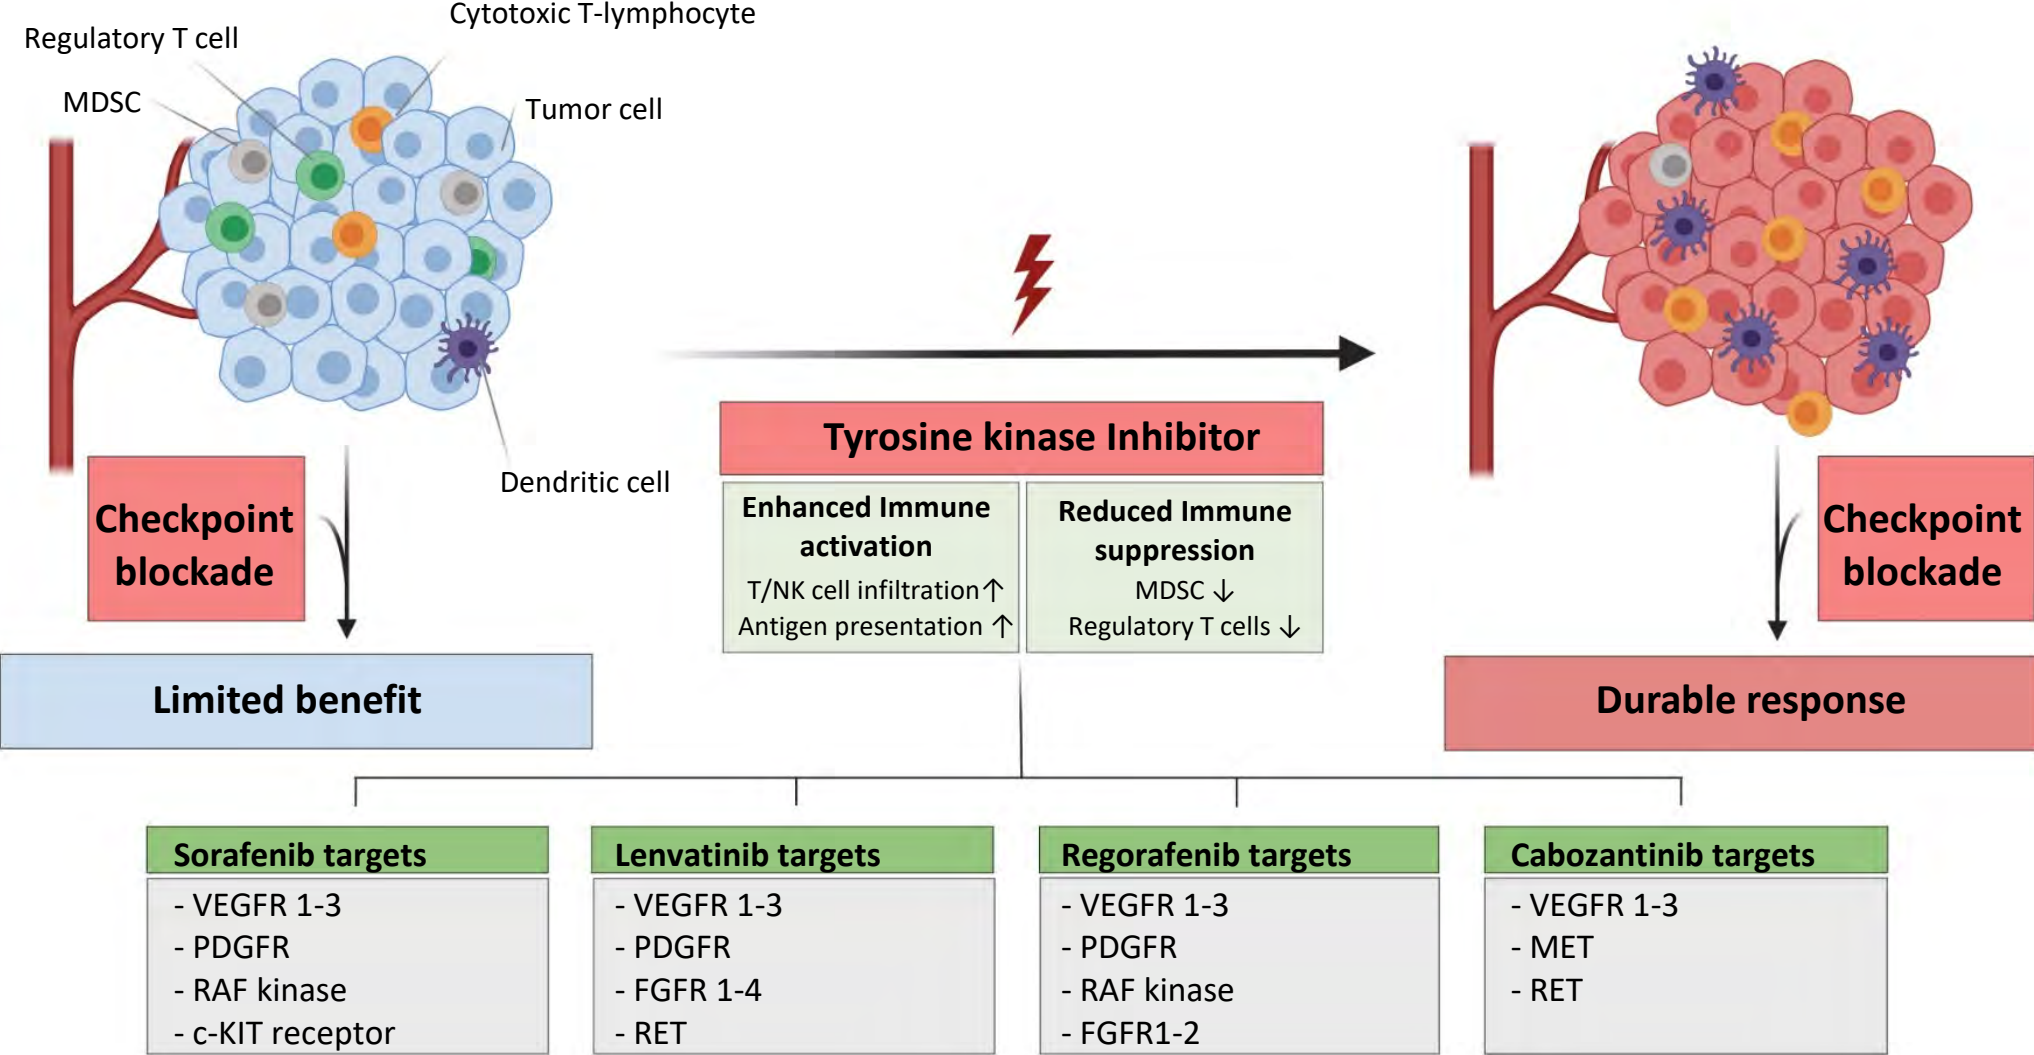 Cytotoxic T-lymphocyte
Regulatory T cell
MDSC
Tumor cell
Dendritic cell
Checkpoint
blockade
Limited benefit
Tyrosine kinase Inhibitor
Enhanced Immune
activation
T/NK cell infiltration↑
Antigen presentation ↑
Reduced Immune
suppression
MDSC ↓
Regulatory T cells ↓
Checkpoint
blockade
Durable response
Sorafenib targets
- VEGFR 1-3
- PDGFR
- RAF kinase
- c-KIT receptor
Lenvatinib targets
- VEGFR 1-3
- PDGFR
- FGFR 1-4
- RET
Regorafenib targets
- VEGFR 1-3
- PDGFR
- RAF kinase
- FGFR1-2
Cabozantinib targets
- VEGFR 1-3
- MET
- RET